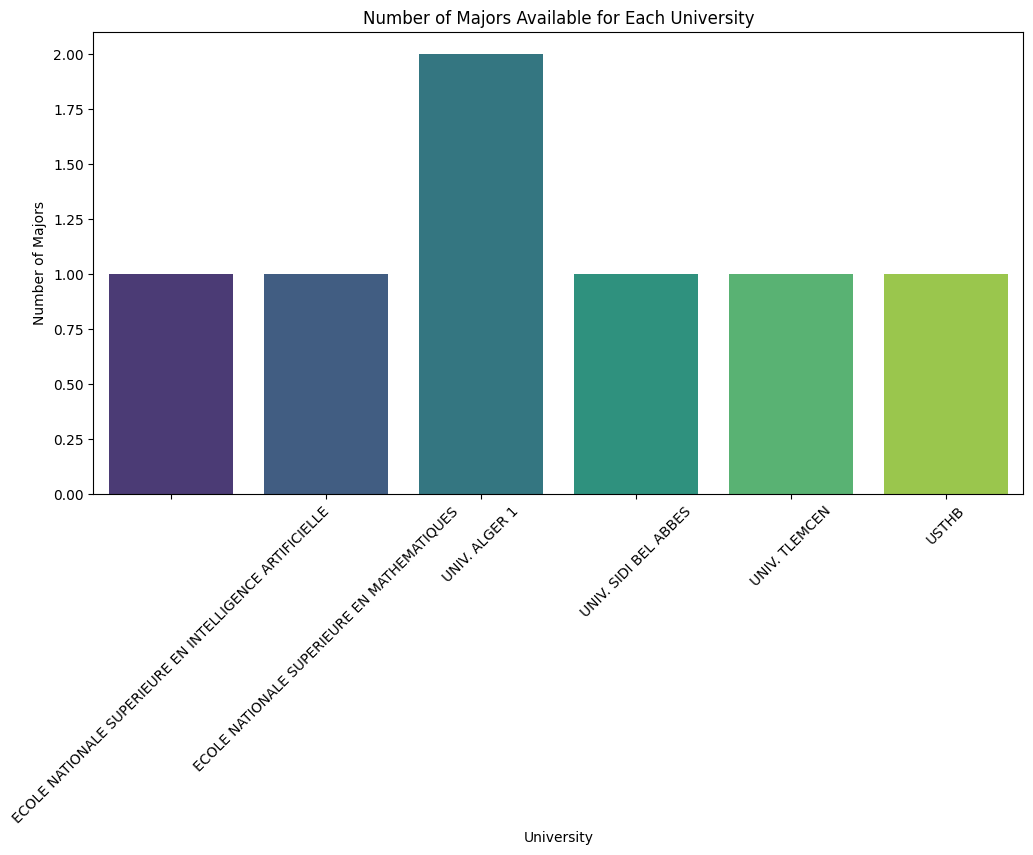 Number of Majors Available for Each University
Number of Majors
2.00
1.75
1.50
1.25
1.00
0.75
0.50
0.25
0.00
ECOLE NATIONALE SUPERIEURE EN INTELLIGENCE ARTIFICIELLE
ECOLE NATIONALE SUPERIEURE EN MATHEMATIQUES
UNIV. ALGER 1
UNIV. SIDI BEL ABBES
UNIV. TLEMCEN
USTHB
University